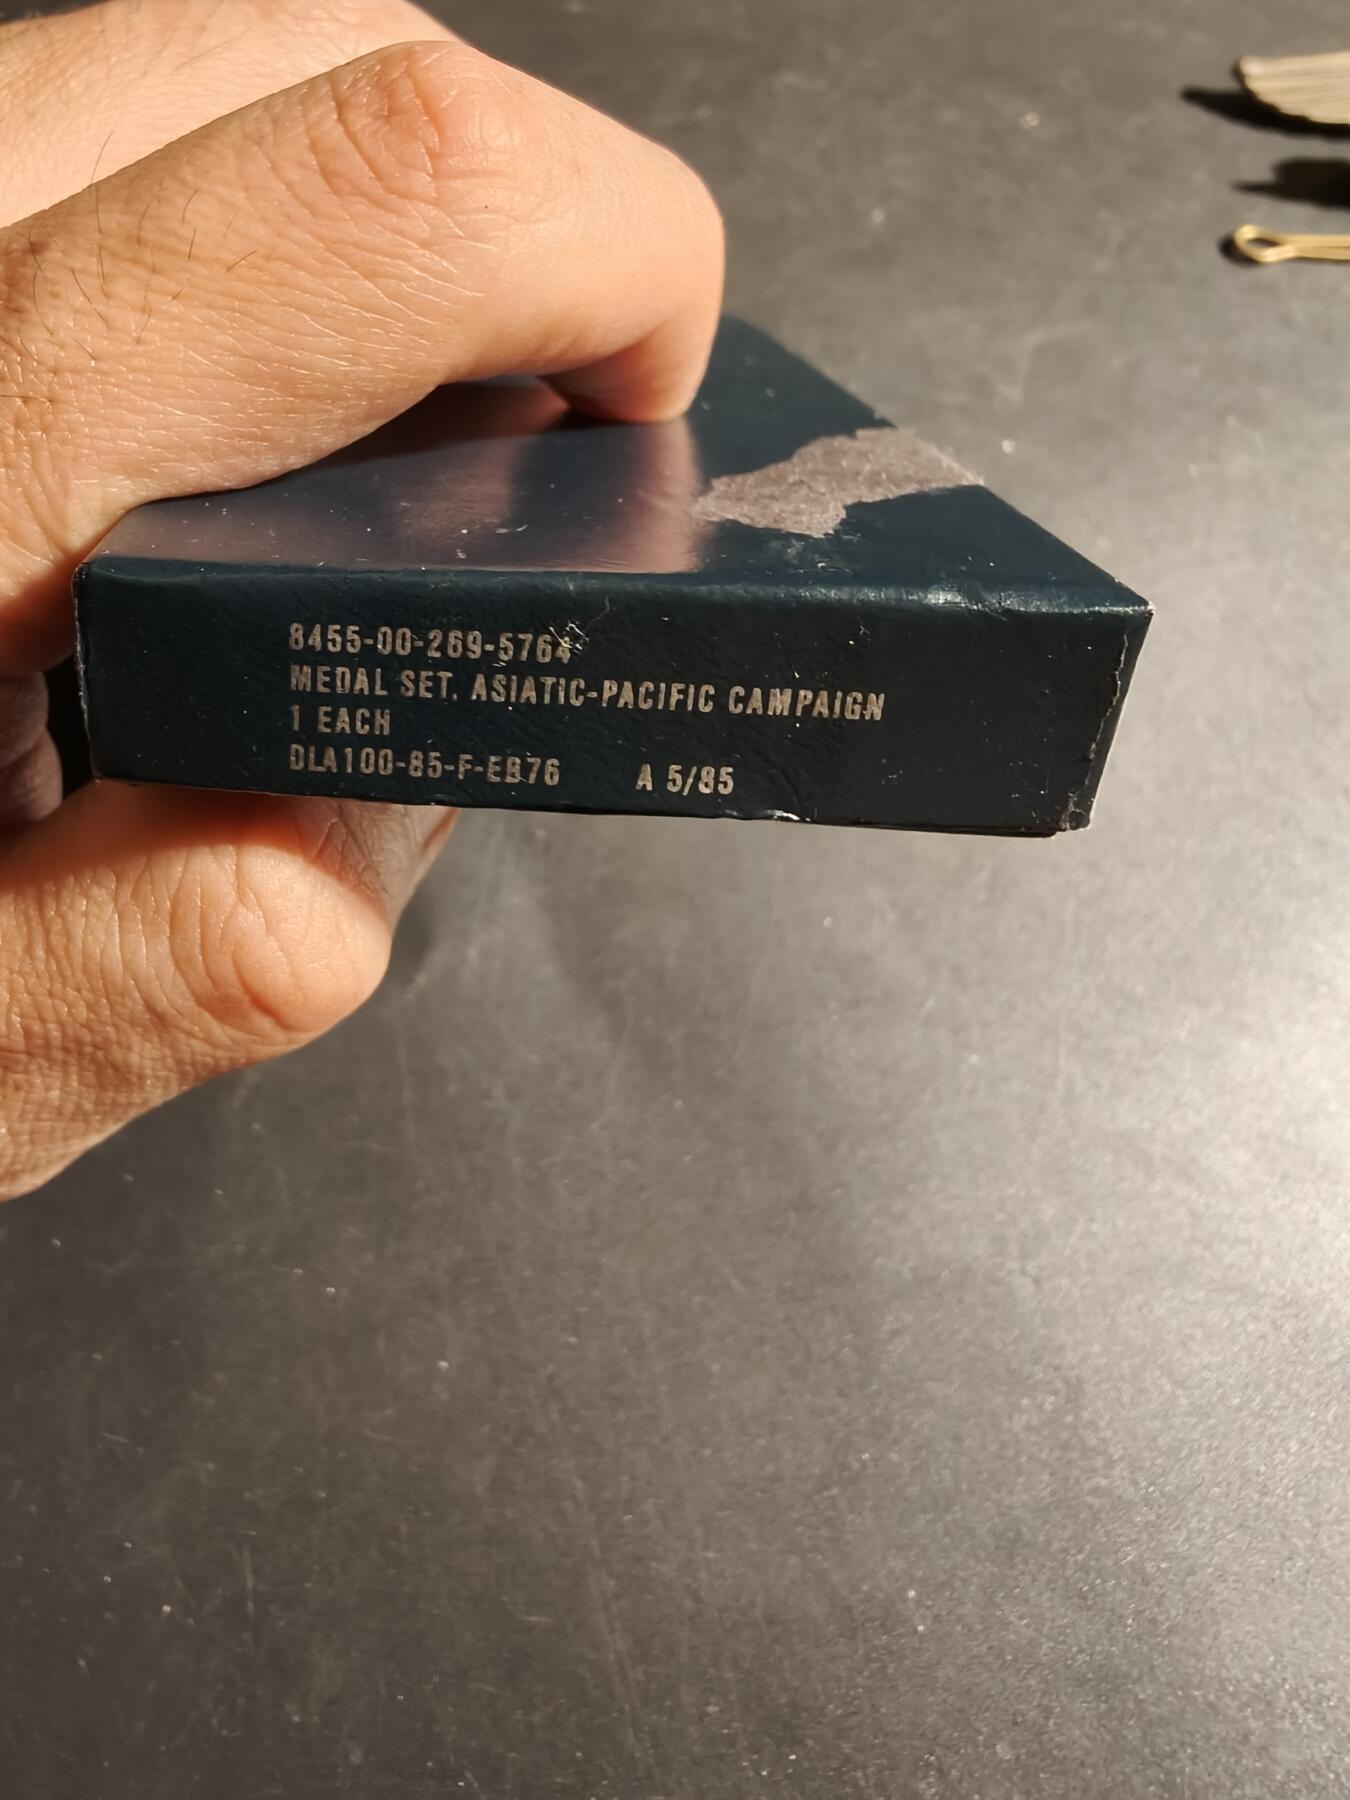 8455-00-269-5764
MEDAL SET, ASIATIC-PACIFIC CAMPAIGN
1 EACH
DLA100-85-F-EB76 A 5/85